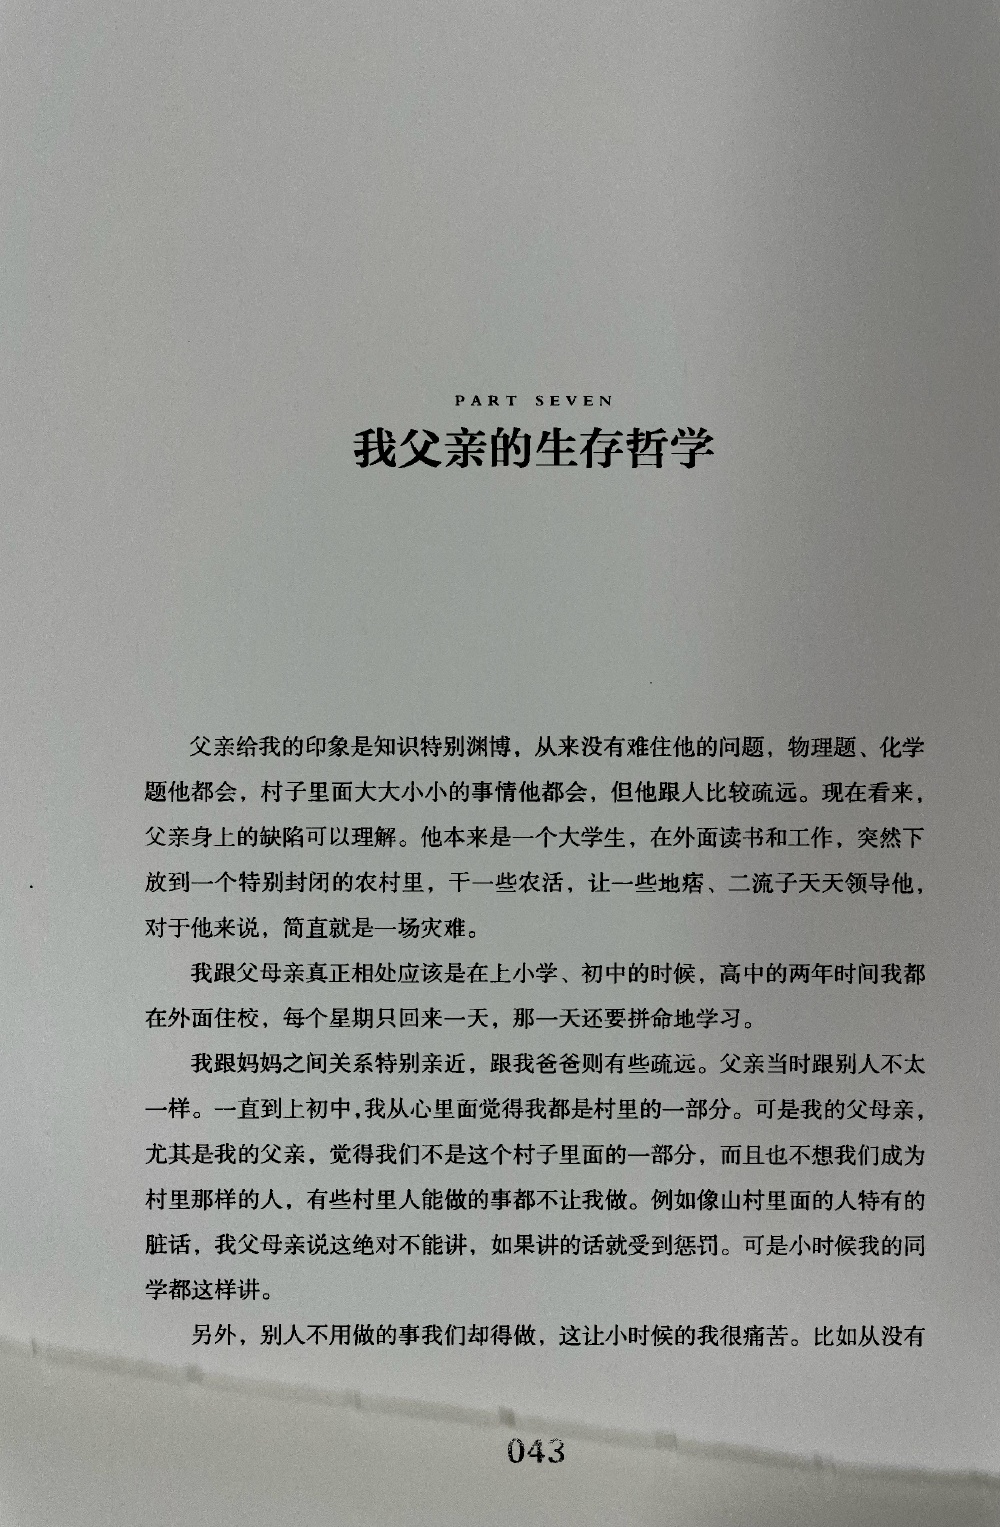 PART SEVEN
我父亲的生存哲学
父亲给我的印象是知识特别渊博，从来没有难住他的问题，物理题、化学
题他都会，村子里面大大小小的事情他都会，但他跟人比较疏远。现在看来，
父亲身上的缺陷可以理解。他本来是一个大学生，在外面读书和工作，突然下
放到一个特别封闭的农村里，干一些农活，让一些地痞、二流子天天领导他，
对于他来说，简直就是一场灾难。
我跟父母亲真正相处应该是在上小学、初中的时候，高中的两年时间我都
在外面住校，每个星期只回来一天，那一天还要拼命地学习。
我跟妈妈之间关系特别亲近，跟我爸爸则有些疏远。父亲当时跟别人不太
一样。一直到上初中，我从心里面觉得我都是村里的一部分。可是我的父母亲，
尤其是我的父亲，觉得我们不是这个村子里面的一部分，而且也不想我们成为
村里那样的人，有些村里人能做的事都不让我做。例如像山村里面的人特有的
脏话，我父母亲说这绝对不能讲，如果讲的话就受到惩罚。可是小时候我的同
学都这样讲。
另外，别人不用做的事我们却得做，这让小时候的我很痛苦。比如从没有
043